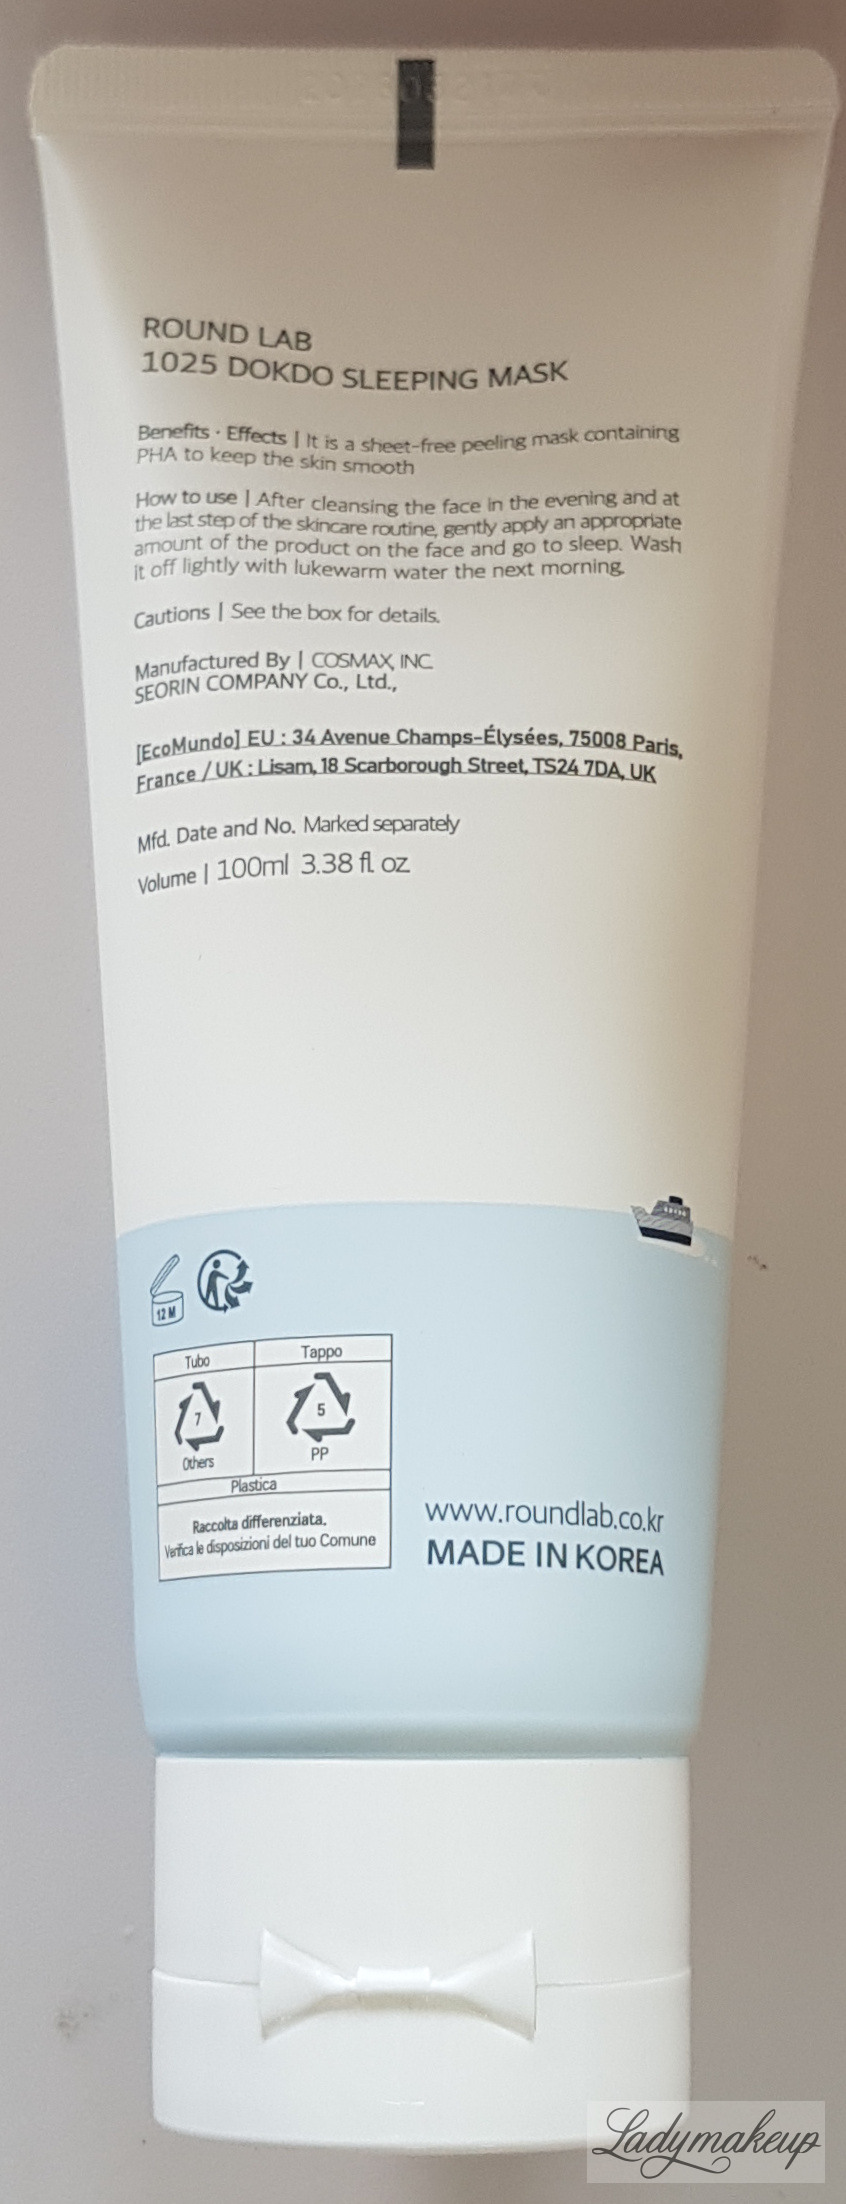 ROUND LAB
1025 DOKDO SLEEPING MASK
Benefits · Effects | It is a sheet-free peeling mask containing
PHA to keep the skin smooth
How to use | After cleansing the face in the evening and at
the last step of the skincare routine, gently apply an appropriate
amount of the product on the face and go to sleep. Wash
it off lightly with lukewarm water the next morning.
Cautions | See the box for details.
Manufactured By | COSMAX, INC.
SEORIN COMPANY Co., Ltd.,
[EcoMundo] EU : 34 Avenue Champs-Élysées, 75008 Paris,
France / UK : Lisam, 18 Scarborough Street, TS24 7DA, UK
Mfd. Date and No. Marked separately
Volume | 100ml 3.38 fl oz
12 M
Tubo Tappo
7 5
Others PP
Plastica
Raccolta differenziata.
Verifica le disposizioni del tuo Comune
www.roundlab.co.kr
MADE IN KOREA
Ladymakeup